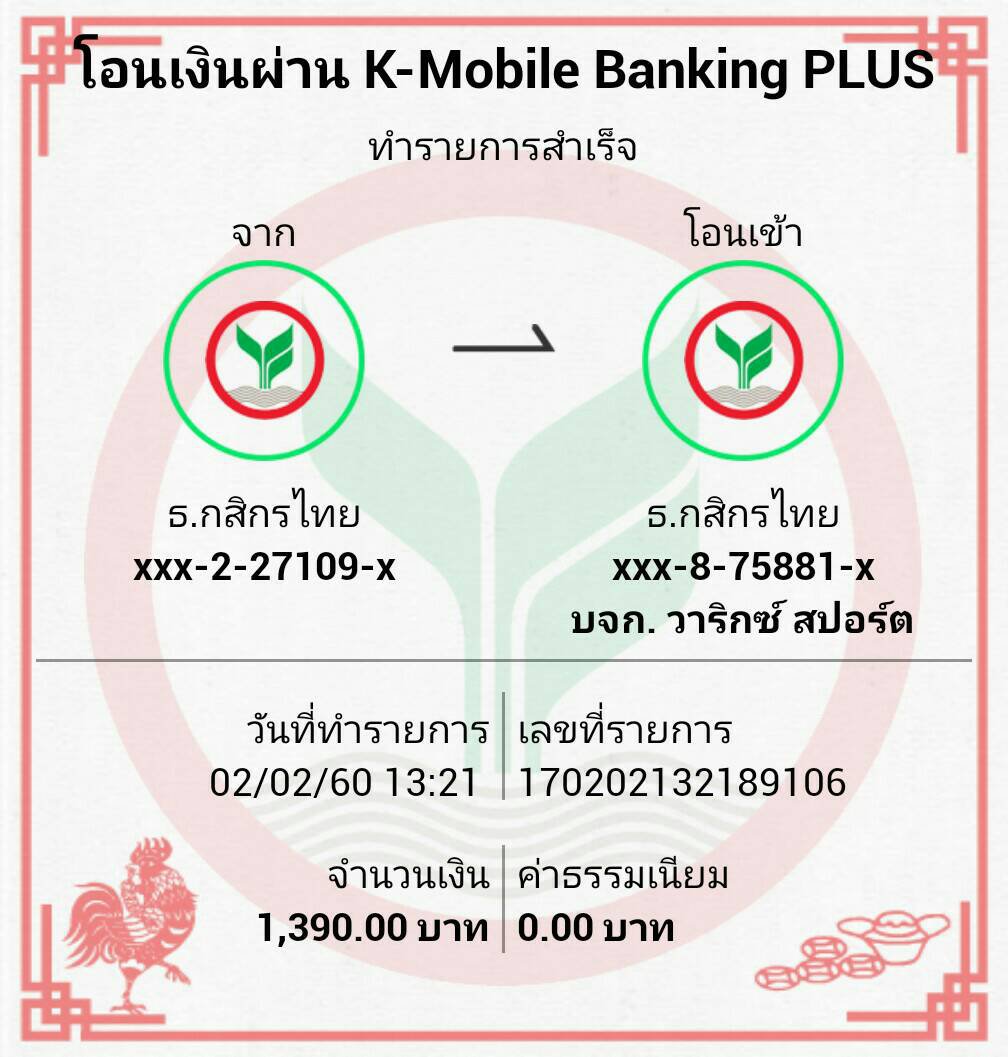 โอนเงินผ่าน K-Mobile Banking PLUS
ทำรายการสำเร็จ
จาก
โอนเข้า
ธ.กสิกรไทย
xxx-2-27109-x
ธ.กสิกรไทย
xxx-8-75881-x
บจก. วาริกซ์ สปอร์ต
วันที่ทำรายการ
02/02/60 13:21
เลขที่รายการ
170202132189106
จำนวนเงิน
1,390.00 บาท
ค่าธรรมเนียม
0.00 บาท